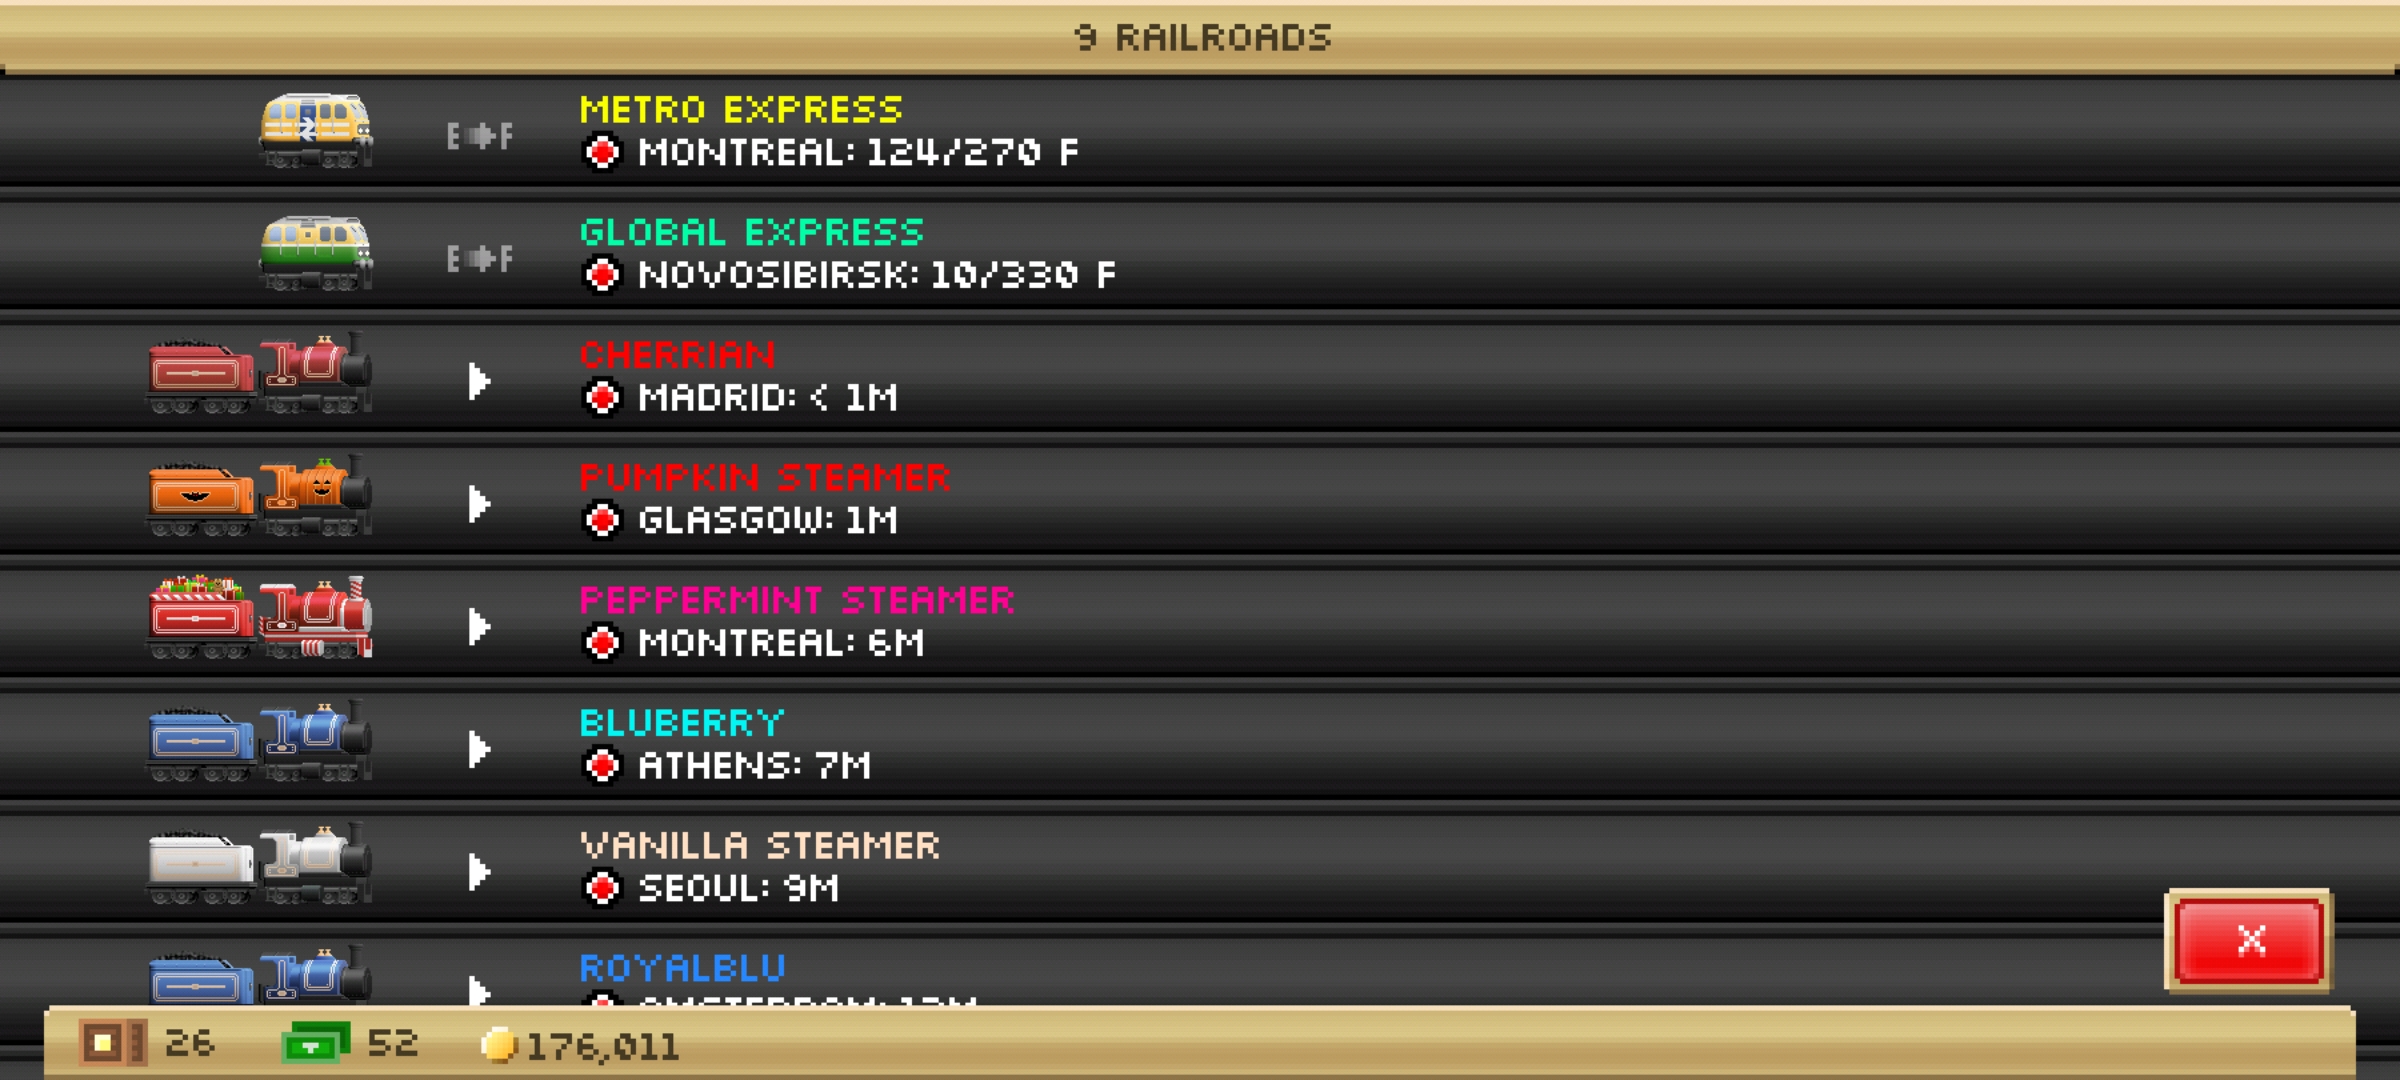 9 RAILROADS
E F
METRO EXPRESS
MONTREAL: 124/270 F
E F
GLOBAL EXPRESS
NOVOSIBIRSK: 10/330 F
CHERRIAN
MADRID: < 1M
PUMPKIN STEAMER
GLASGOW: 1M
PEPPERMINT STEAMER
MONTREAL: 6M
BLUBERRY
ATHENS: 7M
VANILLA STEAMER
SEOUL: 9M
ROYALBLU
X
26 52 176,011